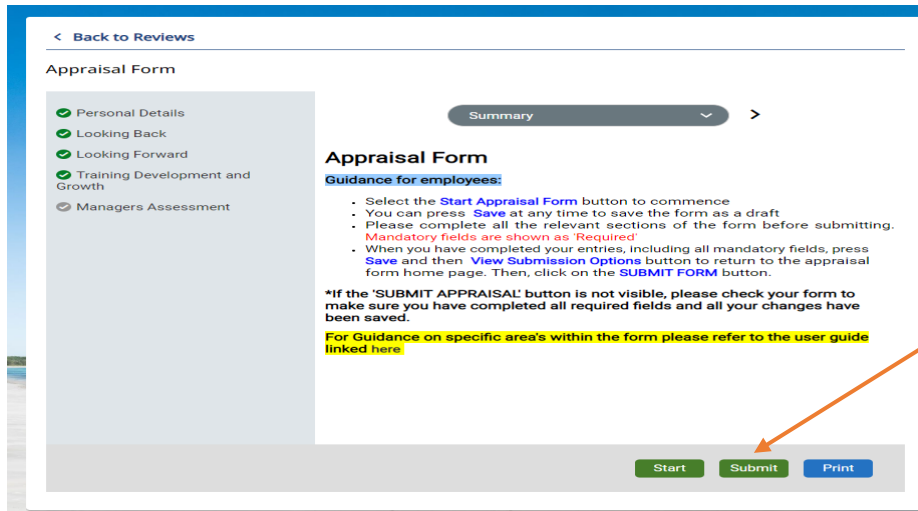 < Back to Reviews
Appraisal Form
Personal Details
Looking Back
Looking Forward
Training Development and
Growth
Managers Assessment
Summary
Appraisal Form
Guidance for employees:
• Select the Start Appraisal Form button to commence
• You can press Save at any time to save the form as a draft
• Please complete all the relevant sections of the form before submitting.
Mandatory fields are shown as 'Required'
• When you have completed your entries, including all mandatory fields, press
Save and then View Submission Options button to return to the appraisal
form home page. Then, click on the SUBMIT FORM button.
*If the 'SUBMIT APPRAISAL' button is not visible, please check your form to
make sure you have completed all required fields and all your changes have
been saved.
For Guidance on specific area's within the form please refer to the user guide
linked here
Start
Submit
Print